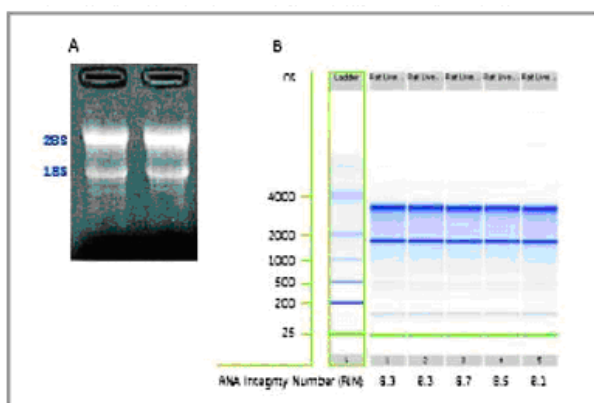 A
B
nt
Ladder
Rat Live... Rat Live... Rat Live... Rat Live... Rat Live...
28S
18S
4000
2000
1000
500
200
25
1 2 3 4 5
RNA Integrity Number (RIN) 8.3 8.3 8.7 8.5 8.1